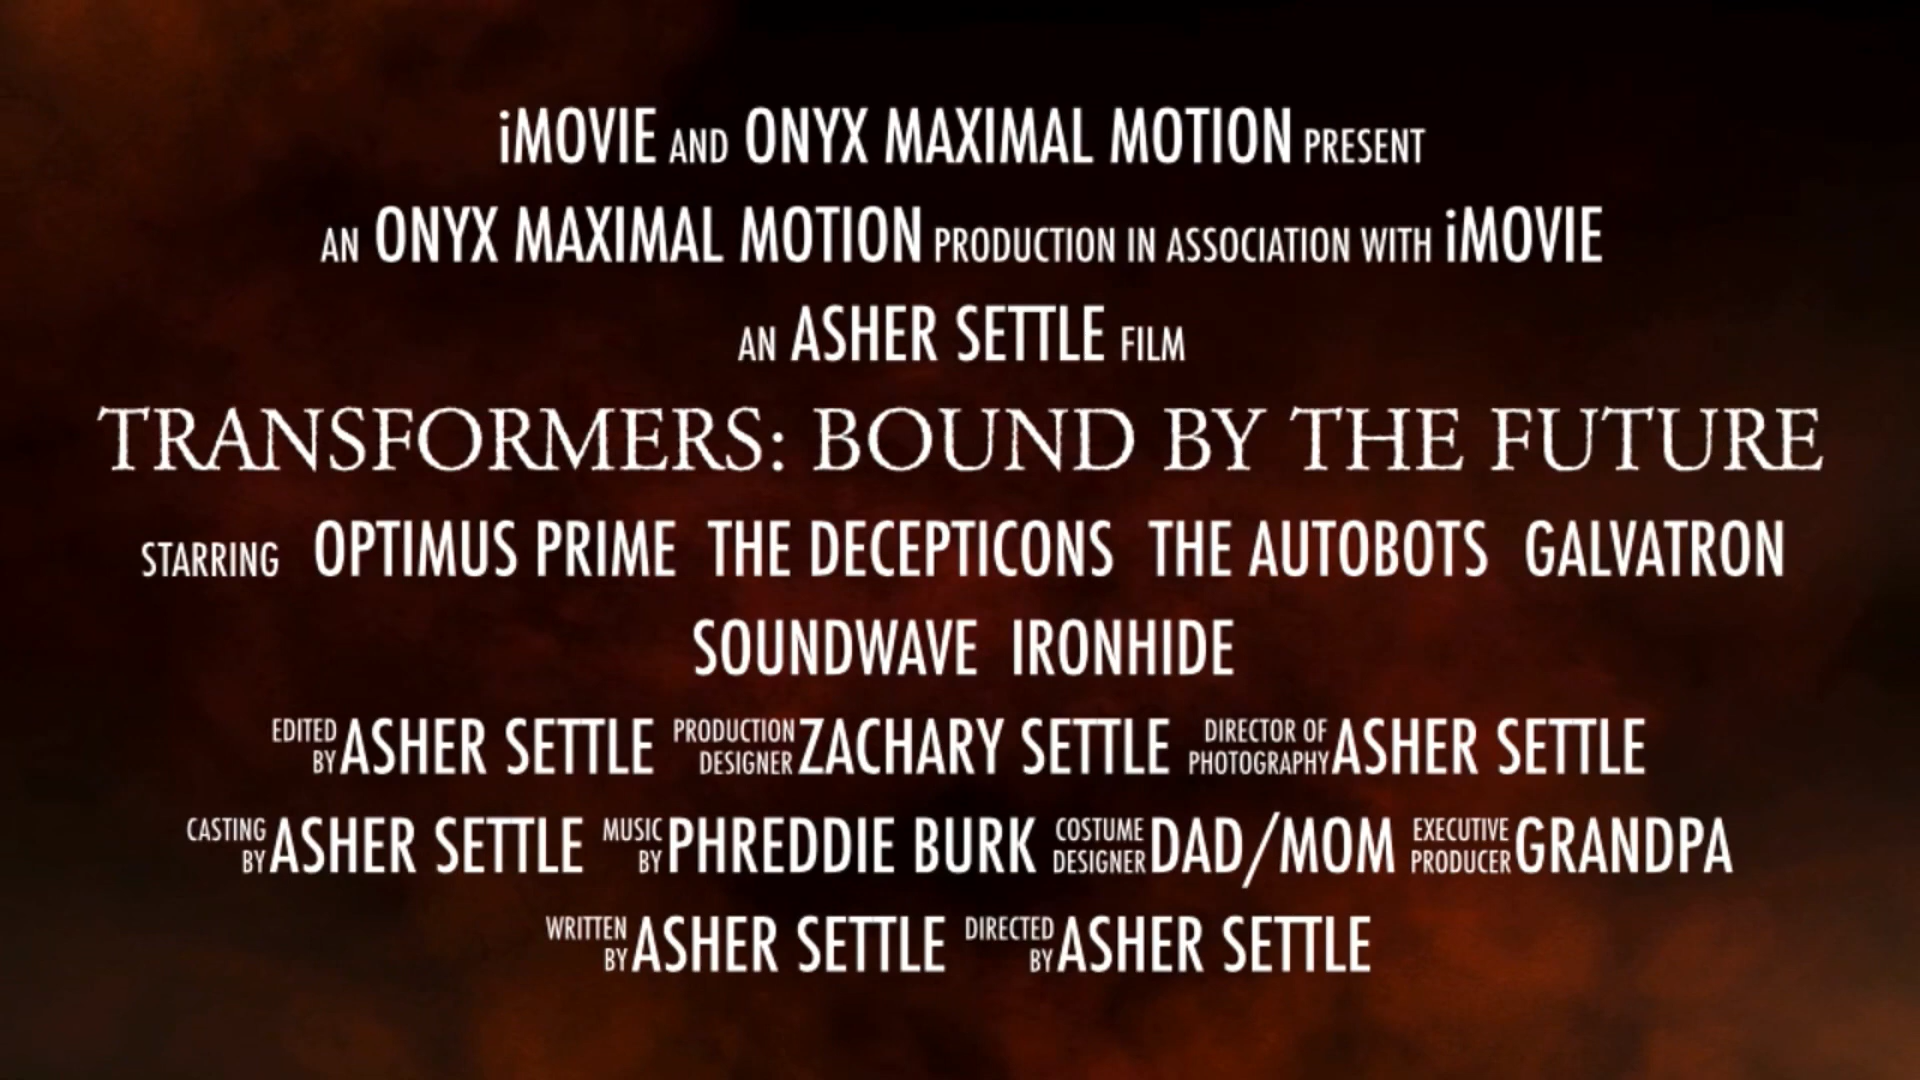 iMOVIE AND ONYX MAXIMAL MOTION PRESENT
AN ONYX MAXIMAL MOTION PRODUCTION IN ASSOCIATION WITH iMOVIE
AN ASHER SETTLE FILM
TRANSFORMERS: BOUND BY THE FUTURE
STARRING OPTIMUS PRIME THE DECEPTICONS THE AUTOBOTS GALVATRON
SOUNDWAVE IRONHIDE
EDITED BY ASHER SETTLE PRODUCTION DESIGNER ZACHARY SETTLE DIRECTOR OF PHOTOGRAPHY ASHER SETTLE
CASTING BY ASHER SETTLE MUSIC BY PHREDDIE BURK COSTUME DESIGNER DAD/MOM EXECUTIVE PRODUCER GRANDPA
WRITTEN BY ASHER SETTLE DIRECTED BY ASHER SETTLE